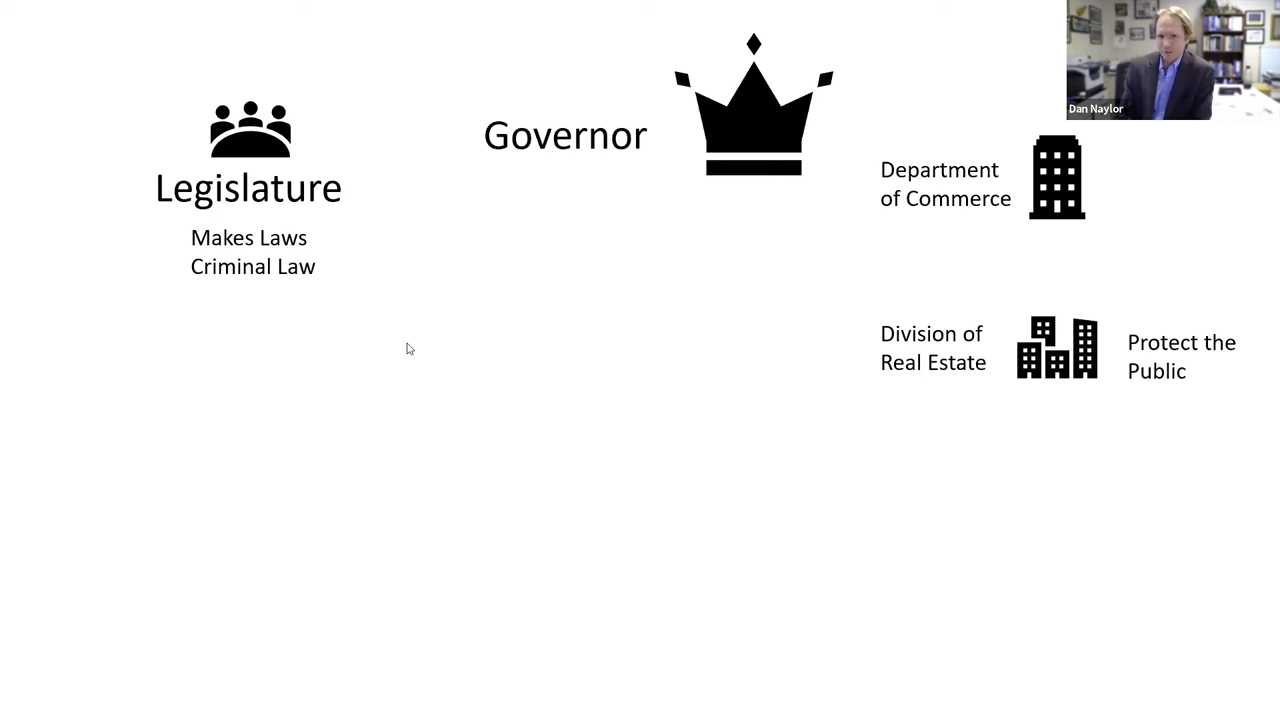 Dan Naylor
Governor
Legislature
Makes Laws
Criminal Law
Department
of Commerce
Division of
Real Estate
Protect the
Public